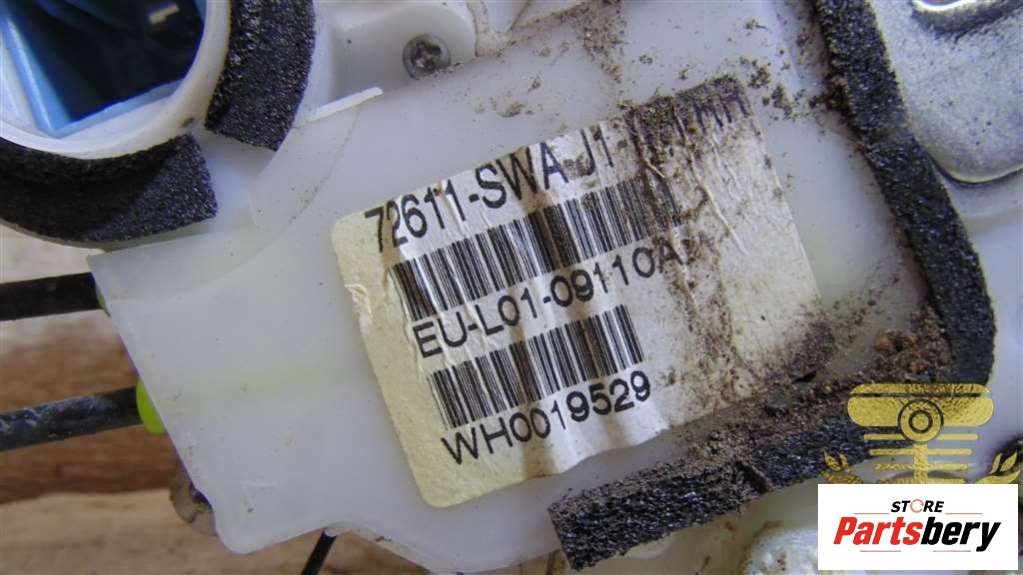 72611-SWA-J1-
EU-L01-09110A
WH0019529
STORE
Partsbery